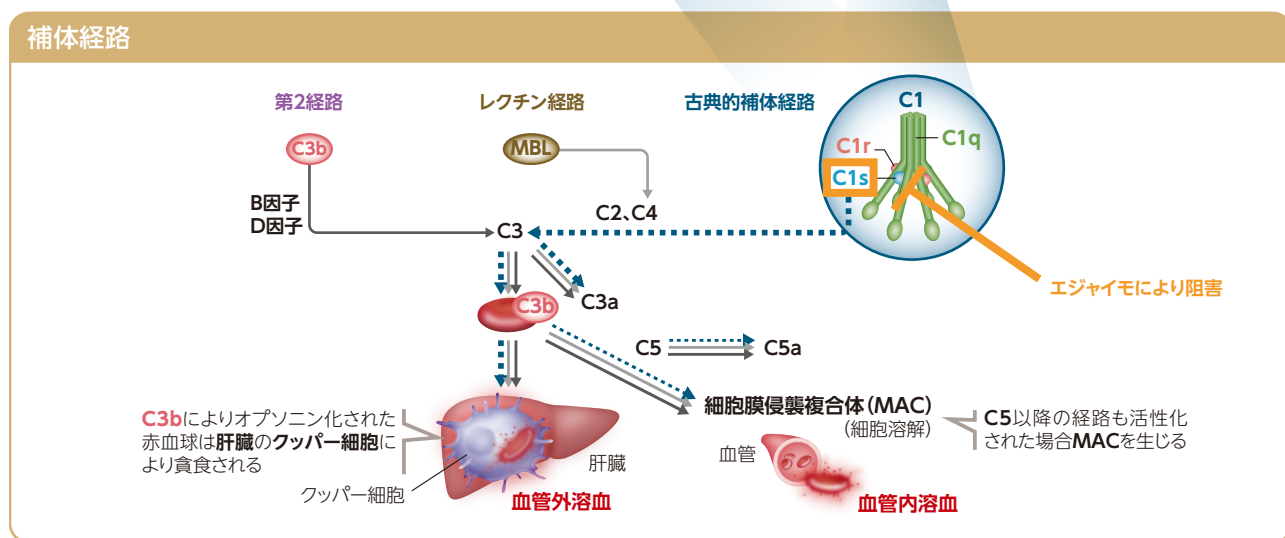 補体経路
第2経路
レクチン経路
古典的補体経路
C1
C3b
MBL
C1r
C1q
C1s
B因子
D因子
C2、C4
C3
エジャイモにより阻害
C3b
C3a
C5
C5a
C3bによりオプソニン化された
赤血球は肝臓のクッパー細胞に
より貪食される
クッパー細胞
肝臓
血管外溶血
細胞膜侵襲複合体(MAC)
(細胞溶解)
血管
血管内溶血
C5以降の経路も活性化
された場合MACを生じる